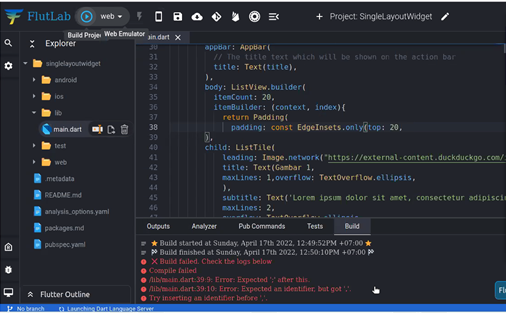 FlutLab
web
Project: SingleLayoutWidget
Build Proje
Web Emulator
Explorer
main.dart
singlelayoutwidget
android
ios
lib
main.dart
test
web
.metadata
README.md
analysis_options.yaml
packages.md
pubspec.yaml
Flutter Outline
30 appBar: AppBar(
31 // The title text which will be shown on the action bar
32 title: Text(title),
33 ),
34 body: ListView.builder(
35 itemCount: 20,
36 itemBuilder: (context, index){
37 return Padding(
38 padding: const EdgeInsets.only(top: 20,
39 ),
40 child: ListTile(
41 leading: Image.network("https://external-content.duckduckgo.com/
42 title: Text(Gambar 1,
43 maxLines: 1,overflow: TextOverflow.ellipsis,
44 ),
45 subtitle: Text('Lorem ipsum dolor sit amet, consectetur adipisci
46 maxLines: 2,
47 overflow: TextOverflow.ellipsis
Outputs
Analyzer
Pub Commands
Tests
Build
Build started at Sunday, April 17th 2022, 12:49:52PM +07:00
Build finished at Sunday, April 17th 2022, 12:50:10PM +07:00
Build failed. Check the logs below
Compile failed
/lib/main.dart:39:9: Error: Expected ';' after this.
/lib/main.dart:39:10: Error: Expected an identifier, but got ','.
Try inserting an identifier before ','.
Flu
No branch
Launching Dart Language Server